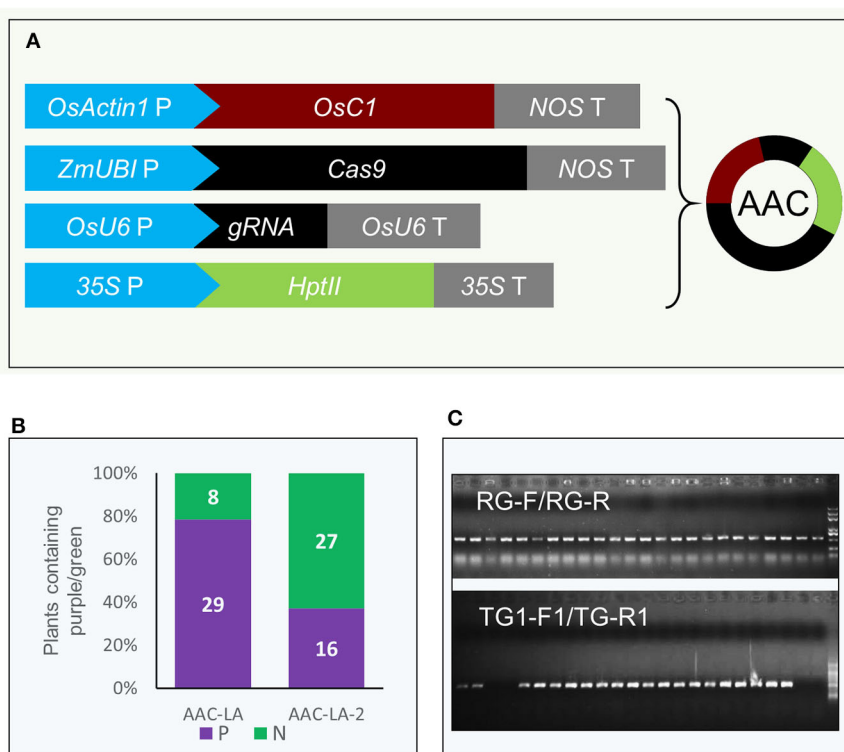 A
OsActin1 P OsC1 NOS T
ZmUBI P Cas9 NOS T
OsU6 P gRNA OsU6 T
35S P HptII 35S T
AAC
B
Plants containing
purple/green
100%
80%
60%
40%
20%
0%
8
29
27
16
AAC-LA AAC-LA-2
P N
C
RG-F/RG-R
TG1-F1/TG-R1